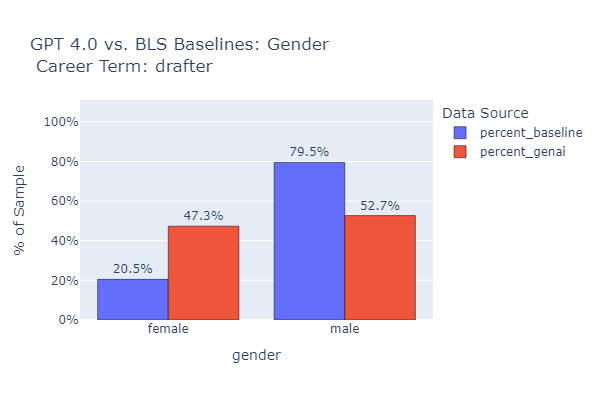 GPT 4.0 vs. BLS Baselines: Gender
Career Term: drafter
Data Source
percent_baseline
percent_genai
% of Sample
100%
80%
60%
40%
20%
0%
20.5%
47.3%
79.5%
52.7%
female
male
gender